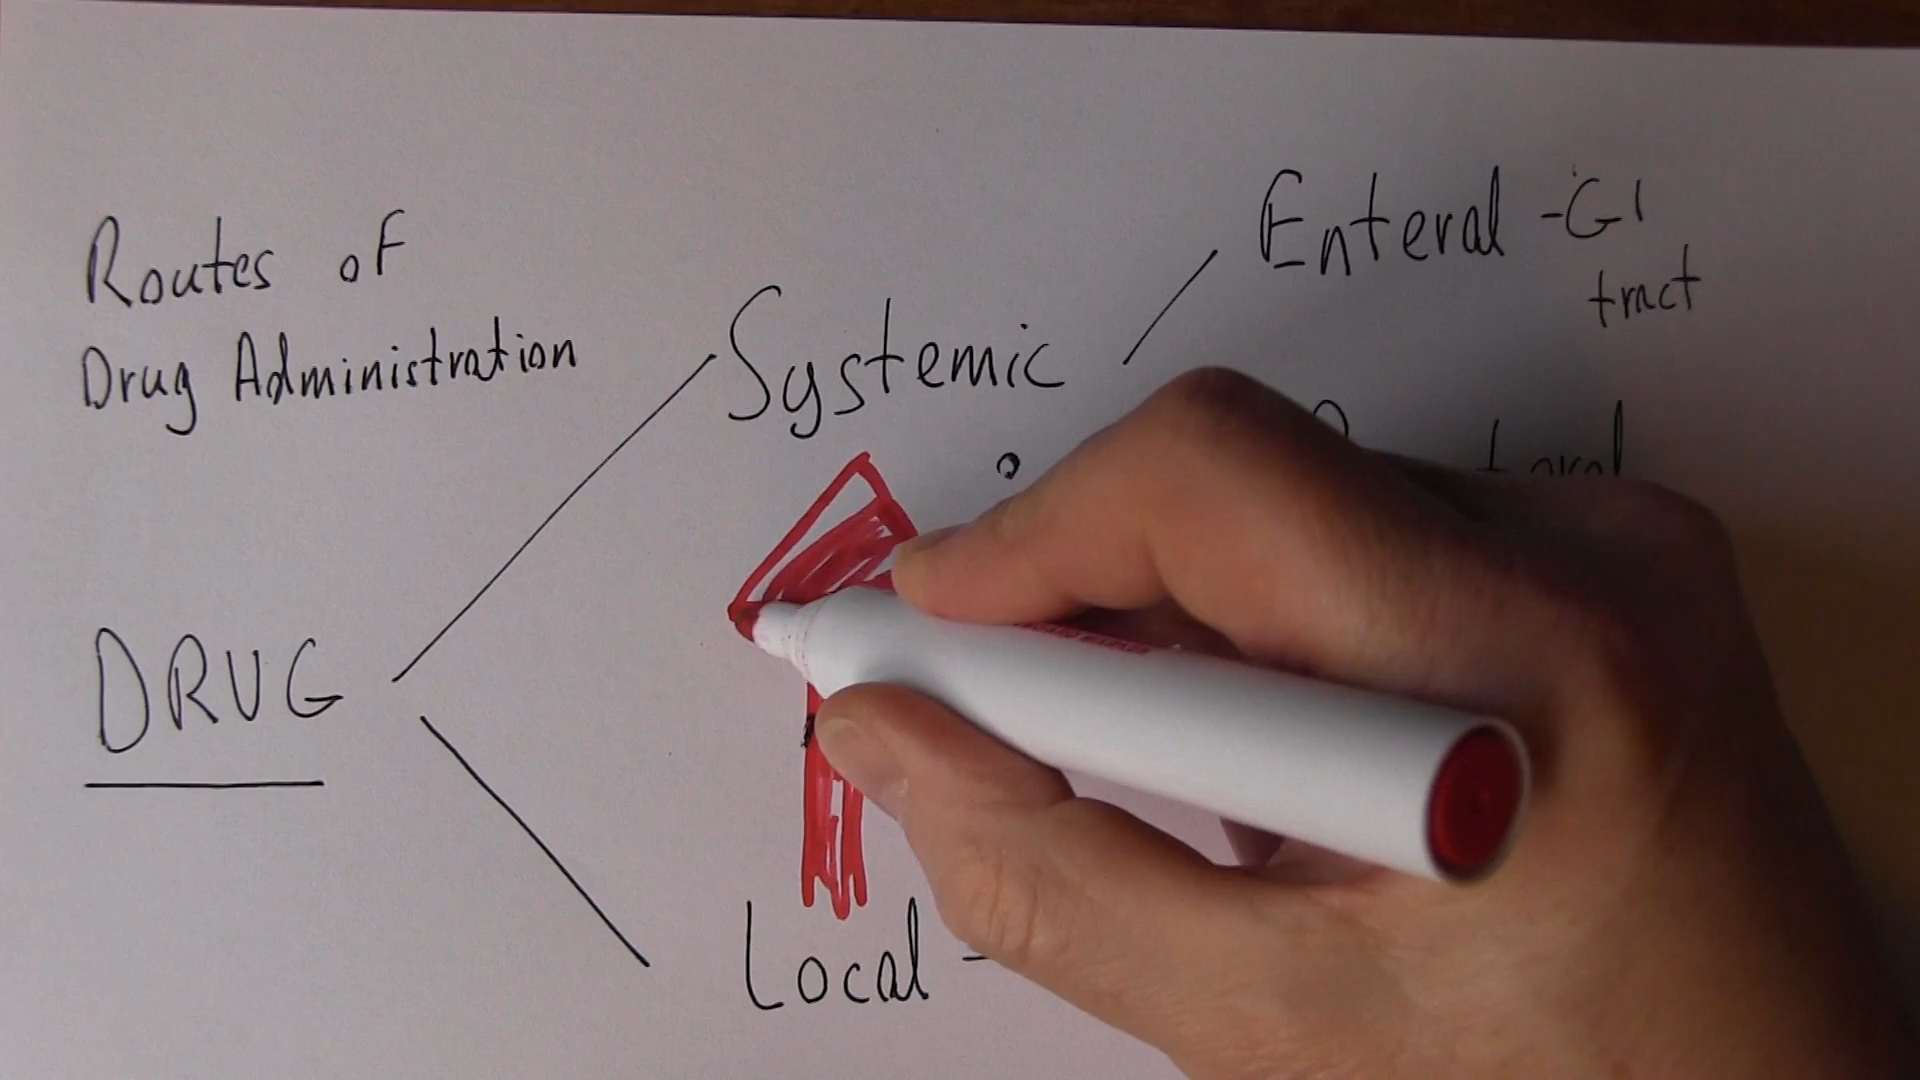 Routes of
Drug Administration
DRUG
Systemic
Enteral - GI
tract
Local -